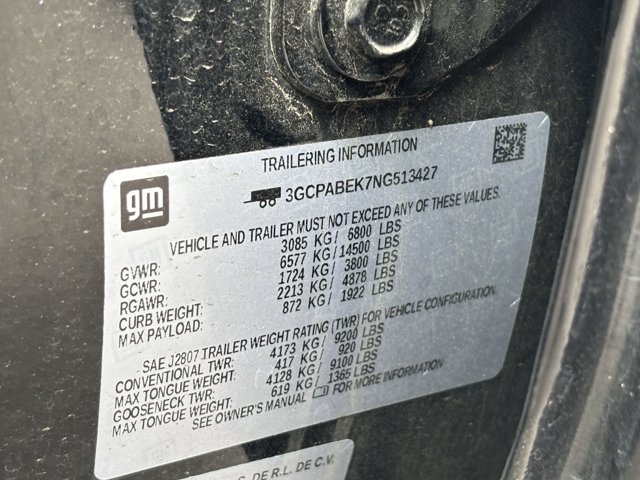 TRAILERING INFORMATION
gm
3GCPABEK7NG513427
VEHICLE AND TRAILER MUST NOT EXCEED ANY OF THESE VALUES.
GVWR: 3085 KG/ 6800 LBS
GCWR: 6577 KG/14500 LBS
RGAWR: 1724 KG/ 3800 LBS
CURB WEIGHT: 2213 KG/ 4878 LBS
MAX PAYLOAD: 872 KG/ 1922 LBS
SAE J2807 TRAILER WEIGHT RATING (TWR) FOR VEHICLE CONFIGURATION
CONVENTIONAL TWR: 4173 KG/ 9200 LBS
MAX TONGUE WEIGHT: 417 KG/ 920 LBS
GOOSENECK TWR: 4128 KG/ 9100 LBS
MAX TONGUE WEIGHT: 619 KG/ 1365 LBS
SEE OWNER'S MANUAL FOR MORE INFORMATION
S. DE R.L. DE C.V.